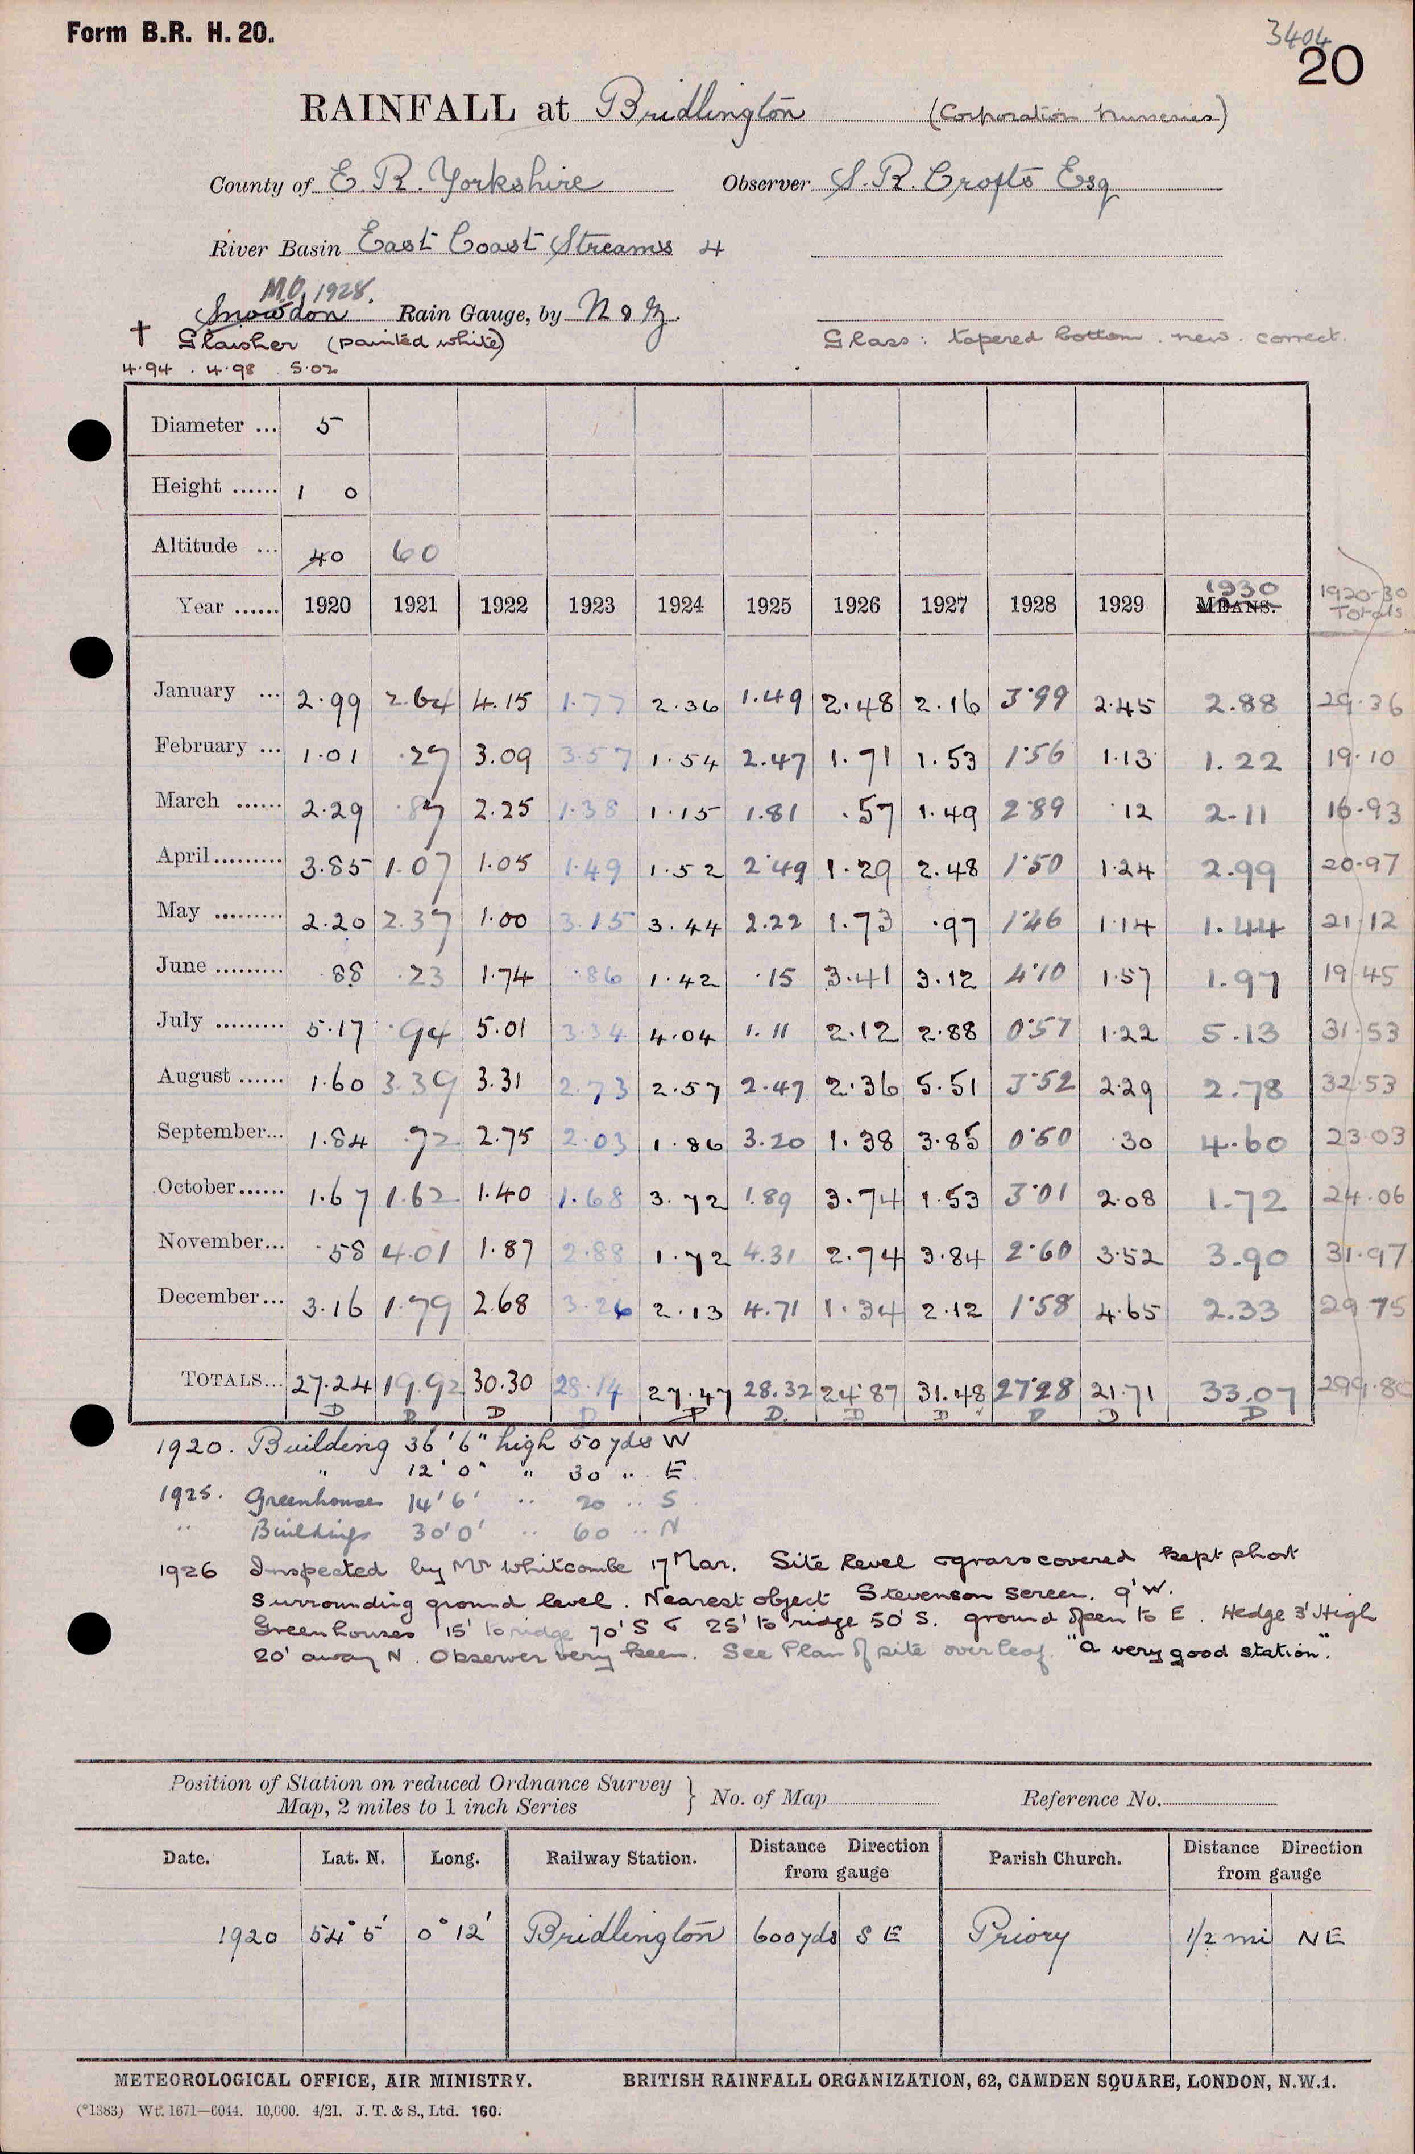 Form B.R. H. 20.
3404
20
RAINFALL at Bridlington (Corporation Nurseries)
County of E. R. Yorkshire Observer S. R. Crofts Esq
River Basin East Coast Streams 4
M.O. 1928.
Snowdon Rain Gauge, by N & Z
† Glaisher (painted white) Glass: tapered bottom. new. correct.
4.94 . 4.98 5.02
Diameter ... 5
Height ...... 1 0
Altitude ... 40 60
Year ...... 1920 1921 1922 1923 1924 1925 1926 1927 1928 1929 MEANS. 1930 1920-30 Totals
January ... 2.99 2.64 4.15 1.77 2.36 1.49 2.48 2.16 3.99 2.45 2.88 29.36
February ... 1.01 .27 3.09 3.57 1.54 2.47 1.71 1.53 1.56 1.13 1.22 19.10
March ...... 2.29 .87 2.25 1.38 1.15 1.81 .57 1.49 2.89 .12 2.11 16.93
April......... 3.85 1.07 1.05 1.49 1.52 2.49 1.29 2.48 1.50 1.24 2.99 20.97
May ......... 2.20 2.37 1.00 3.15 3.44 2.22 1.73 .97 1.46 1.14 1.44 21.12
June ......... .88 .23 1.74 .86 1.42 .15 3.41 3.12 4.10 1.57 1.97 19.45
July ......... 5.17 .94 5.01 3.34 4.04 1.11 2.12 2.88 0.57 1.22 5.13 31.53
August ...... 1.60 3.39 3.31 2.73 2.57 2.47 2.36 5.51 3.52 2.29 2.78 32.53
September... 1.84 .72 2.75 2.03 1.86 3.20 1.38 3.85 0.50 .30 4.60 23.03
October...... 1.67 1.62 1.40 1.68 3.72 1.89 3.74 1.53 3.01 2.08 1.72 24.06
November... .58 4.01 1.87 2.88 1.72 4.31 2.74 3.84 2.60 3.52 3.90 31.97
December... 3.16 1.79 2.68 3.26 2.13 4.71 1.34 2.12 1.58 4.65 2.33 29.75
TOTALS... 27.24 19.92 30.30 28.14 27.47 28.32 24.87 31.48 27.28 21.71 33.07 299.80
D D D D D D D D D D D
1920. Building 36'6" high 50 yds W
" 12'0" " 30 " E
1925. Greenhouses 14'6' " 20 " S
" Buildings 30'0' " 60 " N
1926 Inspected by Mr Whitcombe 17 Mar. Site level & grass covered kept short
Surrounding ground level. Nearest object Stevenson Screen. 9' W.
Greenhouses 15' to ridge 70' S & 25' to ridge 50' S. ground open to E. Hedge 3' High
20' away N. Observer very keen. See Plan of site overleaf. "a very good station".
Position of Station on reduced Ordnance Survey Map, 2 miles to 1 inch Series } No. of Map Reference No.
Date. Lat. N. Long. Railway Station. Distance Direction from gauge Parish Church. Distance Direction from gauge
1920 54° 5' 0° 12' Bridlington 600 yds S E Priory 1/2 mi NE
METEOROLOGICAL OFFICE, AIR MINISTRY. BRITISH RAINFALL ORGANIZATION, 62, CAMDEN SQUARE, LONDON, N.W.1.
(*1383) Wt. 1671—6044. 10,000. 4/21. J. T. & S., Ltd. 160.